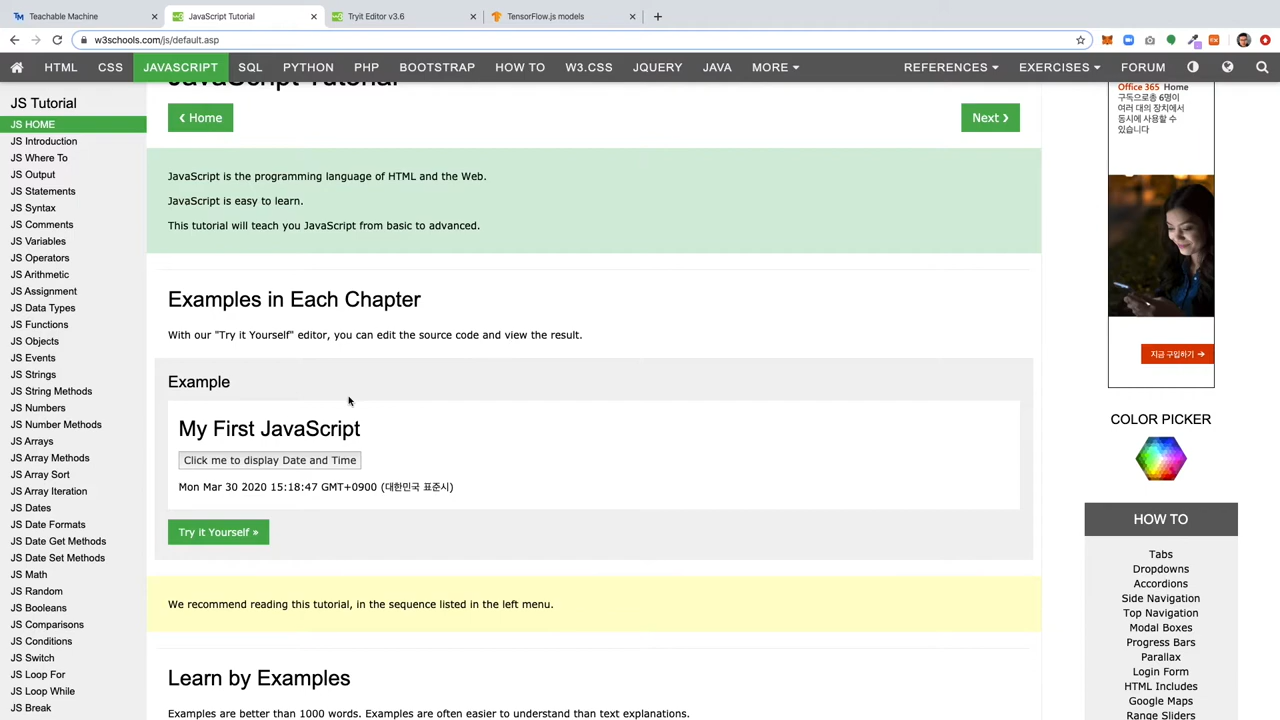 Teachable Machine
JavaScript Tutorial
Tryit Editor v3.6
TensorFlow.js models
w3schools.com/js/default.asp
HTML
CSS
JAVASCRIPT
SQL
PYTHON
PHP
BOOTSTRAP
HOW TO
W3.CSS
JQUERY
JAVA
MORE
REFERENCES
EXERCISES
FORUM
JS Tutorial
JS HOME
JS Introduction
JS Where To
JS Output
JS Statements
JS Syntax
JS Comments
JS Variables
JS Operators
JS Arithmetic
JS Assignment
JS Data Types
JS Functions
JS Objects
JS Events
JS Strings
JS String Methods
JS Numbers
JS Number Methods
JS Arrays
JS Array Methods
JS Array Sort
JS Array Iteration
JS Dates
JS Date Formats
JS Date Get Methods
JS Date Set Methods
JS Math
JS Random
JS Booleans
JS Comparisons
JS Conditions
JS Switch
JS Loop For
JS Loop While
JS Break
JavaScript Tutorial
❮ Home
Next ❯
JavaScript is the programming language of HTML and the Web.
JavaScript is easy to learn.
This tutorial will teach you JavaScript from basic to advanced.
Examples in Each Chapter
With our "Try it Yourself" editor, you can edit the source code and view the result.
Example
My First JavaScript
Click me to display Date and Time
Mon Mar 30 2020 15:18:47 GMT+0900 (대한민국 표준시)
Try it Yourself »
We recommend reading this tutorial, in the sequence listed in the left menu.
Learn by Examples
Examples are better than 1000 words. Examples are often easier to understand than text explanations.
Office 365 Home
구독으로총 6명이
여러 대의 장치에서
동시에 사용할 수
있습니다
지금 구입하기 →
COLOR PICKER
HOW TO
Tabs
Dropdowns
Accordions
Side Navigation
Top Navigation
Modal Boxes
Progress Bars
Parallax
Login Form
HTML Includes
Google Maps
Range Sliders